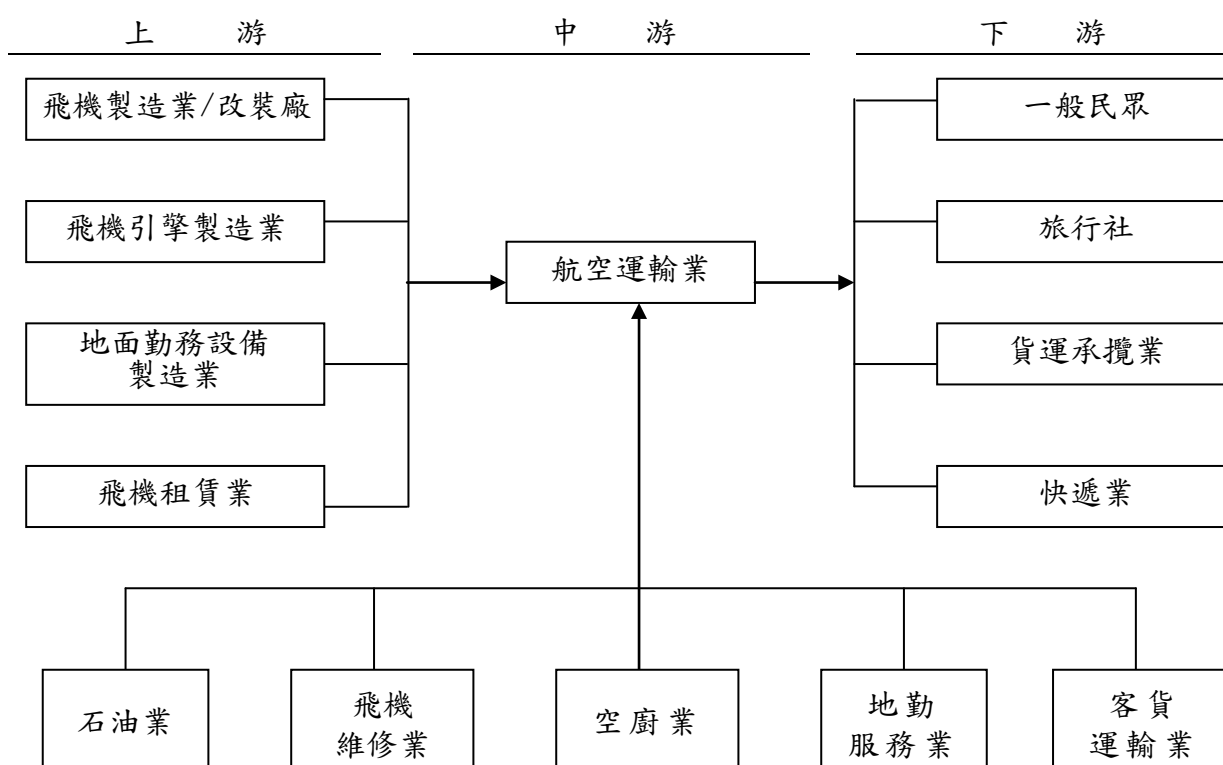 上游 中游 下游
飛機製造業/改裝廠
一般民眾
飛機引擎製造業
旅行社
航空運輸業
地面勤務設備
製造業
貨運承攬業
飛機租賃業
快遞業
石油業
飛機
維修業
空廚業
地勤
服務業
客貨
運輸業